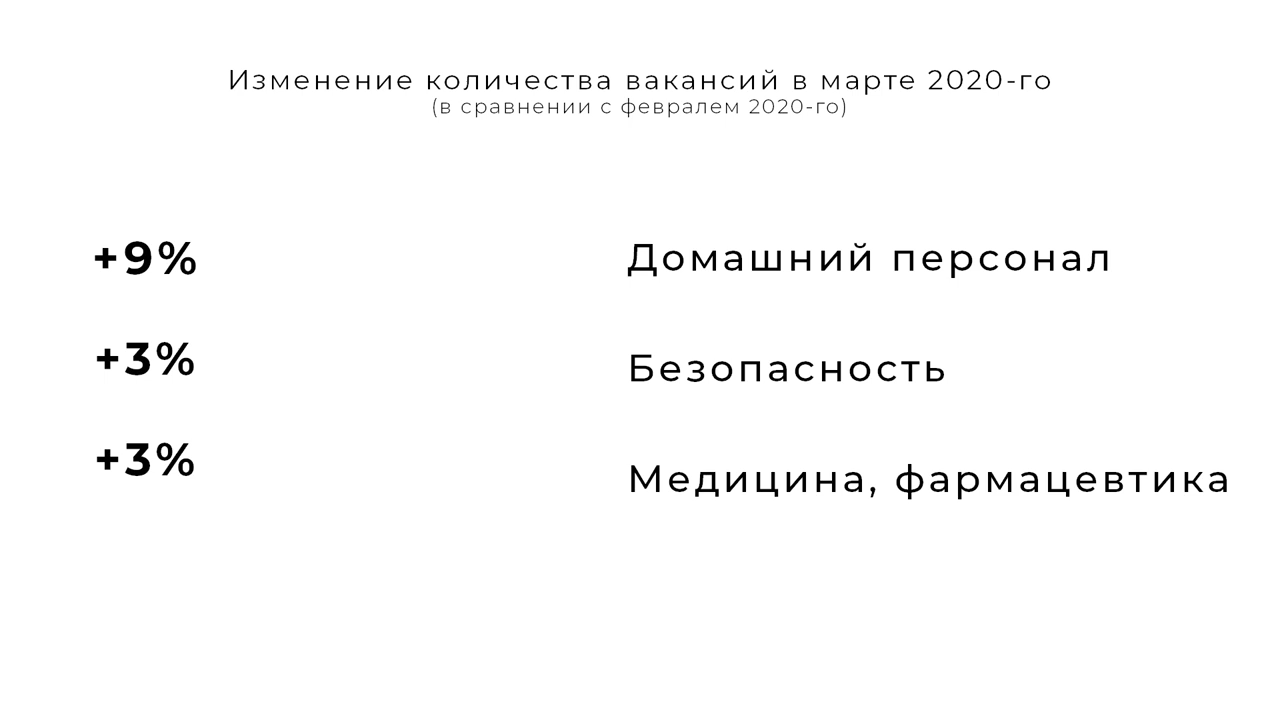 Изменение количества вакансий в марте 2020-го
(в сравнении с февралем 2020-го)
+9% Домашний персонал
+3% Безопасность
+3% Медицина, фармацевтика